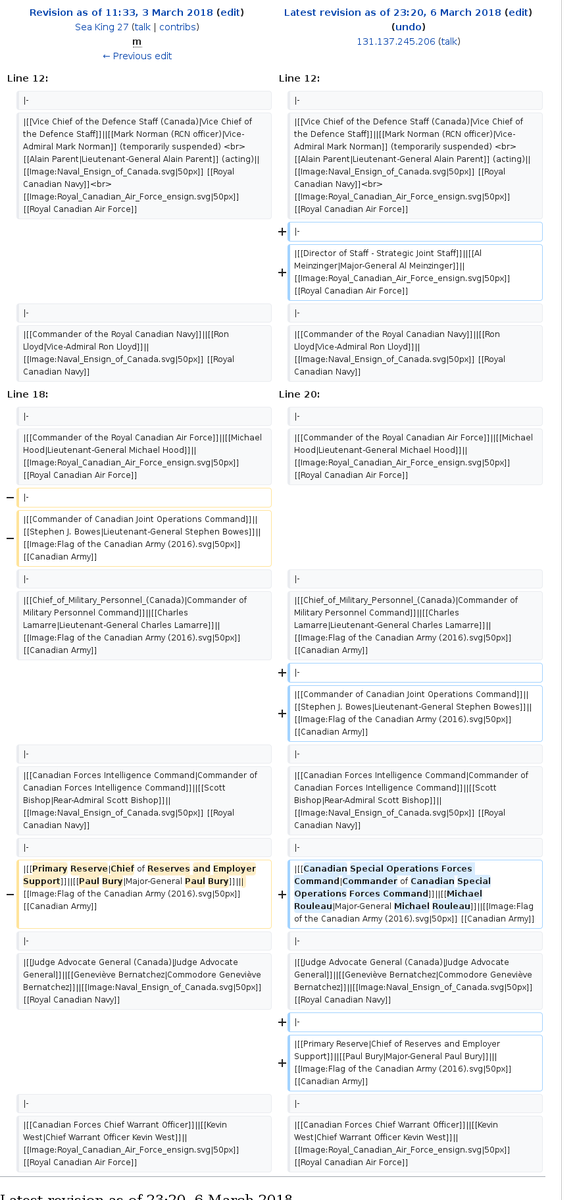 Revision as of 11:33, 3 March 2018 (edit)
Sea King 27 (talk | contribs)
m
← Previous edit
Latest revision as of 23:20, 6 March 2018 (edit)
(undo)
131.137.245.206 (talk)
Line 12:
Line 12:
|-
|-
|[[Vice Chief of the Defence Staff (Canada)|Vice Chief of
the Defence Staff]]||[[Mark Norman (RCN officer)|Vice-
Admiral Mark Norman]] (temporarily suspended) <br>
[[Alain Parent|Lieutenant-General Alain Parent]] (acting)||
[[Image:Naval_Ensign_of_Canada.svg|50px]] [[Royal
Canadian Navy]]<br>
[[Image:Royal_Canadian_Air_Force_ensign.svg|50px]]
[[Royal Canadian Air Force]]
|[[Vice Chief of the Defence Staff (Canada)|Vice Chief of
the Defence Staff]]||[[Mark Norman (RCN officer)|Vice-
Admiral Mark Norman]] (temporarily suspended) <br>
[[Alain Parent|Lieutenant-General Alain Parent]] (acting)||
[[Image:Naval_Ensign_of_Canada.svg|50px]] [[Royal
Canadian Navy]]<br>
[[Image:Royal_Canadian_Air_Force_ensign.svg|50px]]
[[Royal Canadian Air Force]]
+ |-
+ |[[Director of Staff - Strategic Joint Staff]]||[[Al
Meinzinger|Major-General Al Meinzinger]]||
[[Image:Royal_Canadian_Air_Force_ensign.svg|50px]]
[[Royal Canadian Air Force]]
|-
|-
|[[Commander of the Royal Canadian Navy]]||[[Ron
Lloyd|Vice-Admiral Ron Lloyd]]||
[[Image:Naval_Ensign_of_Canada.svg|50px]] [[Royal
Canadian Navy]]
|[[Commander of the Royal Canadian Navy]]||[[Ron
Lloyd|Vice-Admiral Ron Lloyd]]||
[[Image:Naval_Ensign_of_Canada.svg|50px]] [[Royal
Canadian Navy]]
Line 18:
Line 20:
|-
|-
|[[Commander of the Royal Canadian Air Force]]||[[Michael
Hood|Lieutenant-General Michael Hood]]||
[[Image:Royal_Canadian_Air_Force_ensign.svg|50px]]
[[Royal Canadian Air Force]]
|[[Commander of the Royal Canadian Air Force]]||[[Michael
Hood|Lieutenant-General Michael Hood]]||
[[Image:Royal_Canadian_Air_Force_ensign.svg|50px]]
[[Royal Canadian Air Force]]
− |-
− |[[Commander of Canadian Joint Operations Command]]||
[[Stephen J. Bowes|Lieutenant-General Stephen Bowes]]||
[[Image:Flag of the Canadian Army (2016).svg|50px]]
[[Canadian Army]]
|-
|-
|[[Chief_of_Military_Personnel_(Canada)|Commander of
Military Personnel Command]]||[[Charles
Lamarre|Lieutenant-General Charles Lamarre]]||
[[Image:Flag of the Canadian Army (2016).svg|50px]]
[[Canadian Army]]
|[[Chief_of_Military_Personnel_(Canada)|Commander of
Military Personnel Command]]||[[Charles
Lamarre|Lieutenant-General Charles Lamarre]]||
[[Image:Flag of the Canadian Army (2016).svg|50px]]
[[Canadian Army]]
+ |-
+ |[[Commander of Canadian Joint Operations Command]]||
[[Stephen J. Bowes|Lieutenant-General Stephen Bowes]]||
[[Image:Flag of the Canadian Army (2016).svg|50px]]
[[Canadian Army]]
|-
|-
|[[Canadian Forces Intelligence Command|Commander of
Canadian Forces Intelligence Command]]||[[Scott
Bishop|Rear-Admiral Scott Bishop]]||
[[Image:Naval_Ensign_of_Canada.svg|50px]] [[Royal
Canadian Navy]]
|[[Canadian Forces Intelligence Command|Commander of
Canadian Forces Intelligence Command]]||[[Scott
Bishop|Rear-Admiral Scott Bishop]]||
[[Image:Naval_Ensign_of_Canada.svg|50px]] [[Royal
Canadian Navy]]
|-
|-
− |[[Primary Reserve|Chief of Reserves and Employer
Support]]||[[Paul Bury|Major-General Paul Bury]]|||
[[Image:Flag of the Canadian Army (2016).svg|50px]]
[[Canadian Army]]
+ |[[Canadian Special Operations Forces
Command|Commander of Canadian Special
Operations Forces Command]]||[[Michael
Rouleau|Major-General Michael Rouleau]]||[[Image:Flag
of the Canadian Army (2016).svg|50px]] [[Canadian Army]]
|-
|-
|[[Judge Advocate General (Canada)|Judge Advocate
General]]||[[Geneviève Bernatchez|Commodore Geneviève
Bernatchez]]||[[Image:Naval_Ensign_of_Canada.svg|50px]]
[[Royal Canadian Navy]]
|[[Judge Advocate General (Canada)|Judge Advocate
General]]||[[Geneviève Bernatchez|Commodore Geneviève
Bernatchez]]||[[Image:Naval_Ensign_of_Canada.svg|50px]]
[[Royal Canadian Navy]]
+ |-
+ |[[Primary Reserve|Chief of Reserves and Employer
Support]]||[[Paul Bury|Major-General Paul Bury]]|||
[[Image:Flag of the Canadian Army (2016).svg|50px]]
[[Canadian Army]]
|-
|-
|[[Canadian Forces Chief Warrant Officer]]||[[Kevin
West|Chief Warrant Officer Kevin West]]||
[[Image:Royal_Canadian_Air_Force_ensign.svg|50px]]
[[Royal Canadian Air Force]]
|[[Canadian Forces Chief Warrant Officer]]||[[Kevin
West|Chief Warrant Officer Kevin West]]||
[[Image:Royal_Canadian_Air_Force_ensign.svg|50px]]
[[Royal Canadian Air Force]]
Latest revision as of 23:20, 6 March 2018